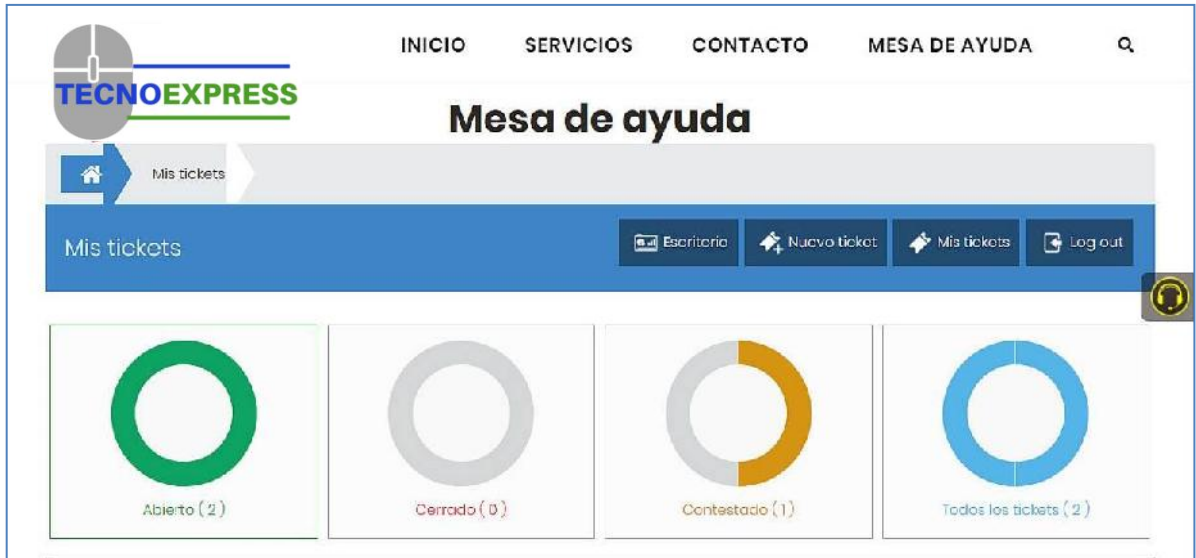 TECNOEXPRESS
INICIO SERVICIOS CONTACTO MESA DE AYUDA
Mesa de ayuda
Mis tickets
Mis tickets
Escritorio Nuevo ticket Mis tickets Log out
Abierto ( 2 ) Cerrado ( 0 ) Contestado ( 1 ) Todos los tickets ( 2 )